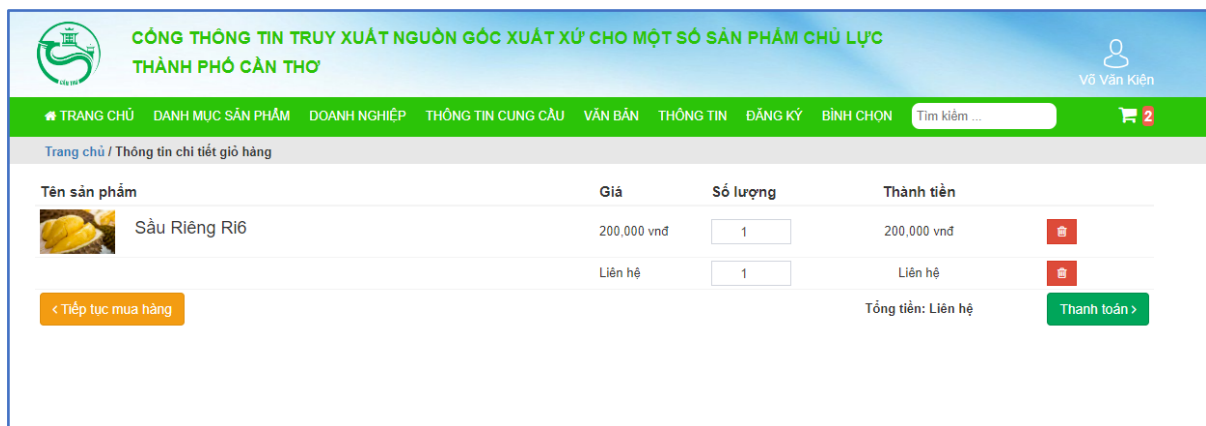 CỔNG THÔNG TIN TRUY XUẤT NGUỒN GỐC XUẤT XỨ CHO MỘT SỐ SẢN PHẨM CHỦ LỰC
THÀNH PHỐ CẦN THƠ
CẦN THƠ
Võ Văn Kiện
TRANG CHỦ DANH MỤC SẢN PHẨM DOANH NGHIỆP THÔNG TIN CUNG CẦU VĂN BẢN THÔNG TIN ĐĂNG KÝ BÌNH CHỌN Tìm kiếm ... 2
Trang chủ / Thông tin chi tiết giỏ hàng
Tên sản phẩm Giá Số lượng Thành tiền
Sầu Riêng Ri6 200,000 vnđ 1 200,000 vnđ
Liên hệ 1 Liên hệ
‹ Tiếp tục mua hàng Tổng tiền: Liên hệ Thanh toán ›